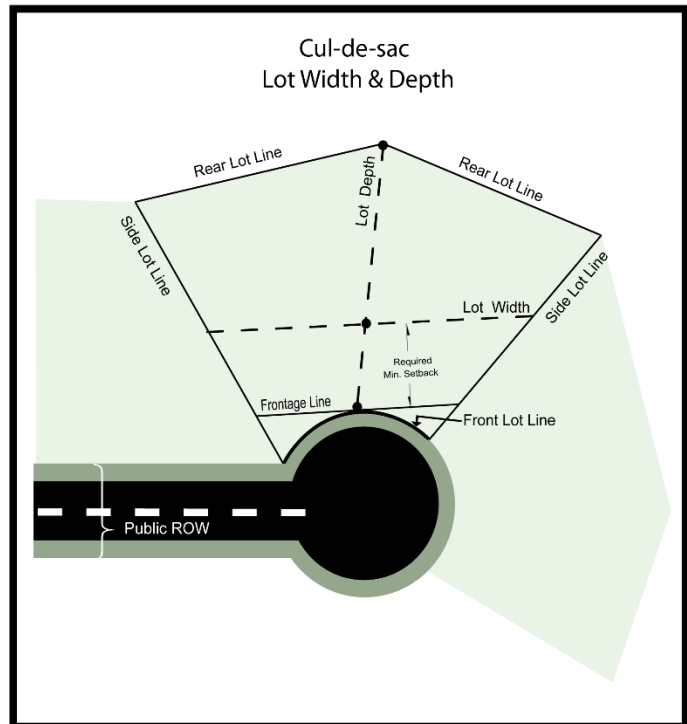 Cul-de-sac
Lot Width & Depth
Rear Lot Line
Rear Lot Line
Lot Depth
Side Lot Line
Side Lot Line
Lot Width
Required
Min. Setback
Frontage Line
Front Lot Line
Public ROW